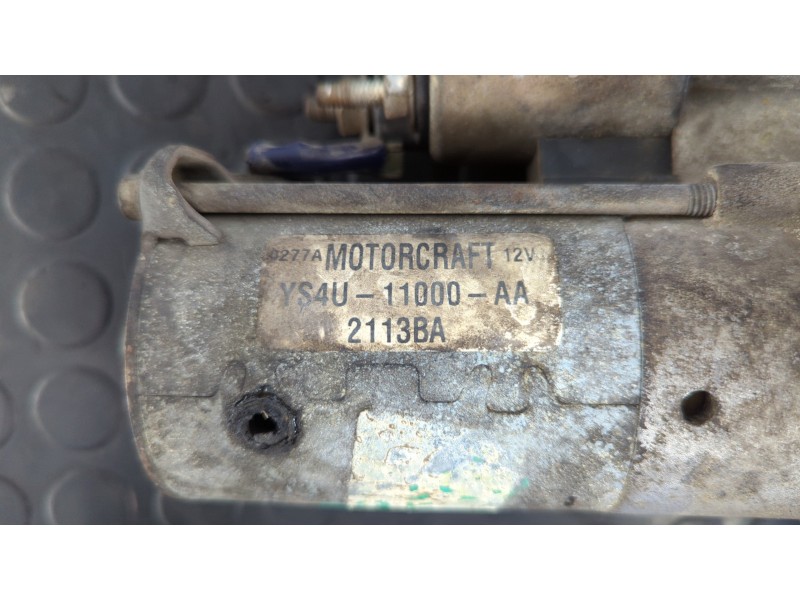 0277A MOTORCRAFT 12V
YS4U-11000-AA
2113BA